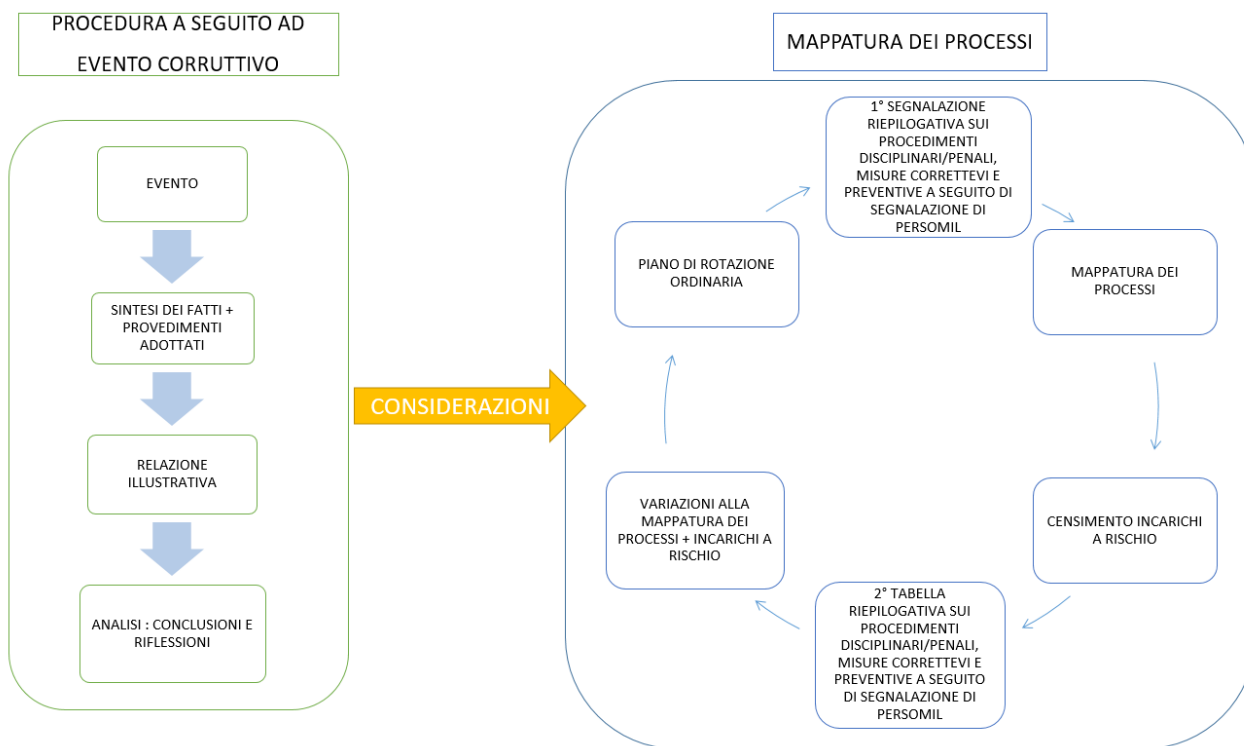 PROCEDURA A SEGUITO AD
EVENTO CORRUTTIVO
EVENTO
SINTESI DEI FATTI +
PROVEDIMENTI
ADOTTATI
RELAZIONE
ILLUSTRATIVA
ANALISI : CONCLUSIONI E
RIFLESSIONI
CONSIDERAZIONI
MAPPATURA DEI PROCESSI
1° SEGNALAZIONE
RIEPILOGATIVA SUI
PROCEDIMENTI
DISCIPLINARI/PENALI,
MISURE CORRETTEVI E
PREVENTIVE A SEGUITO DI
SEGNALAZIONE DI
PERSOMIL
MAPPATURA DEI
PROCESSI
CENSIMENTO INCARICHI
A RISCHIO
2° TABELLA
RIEPILOGATIVA SUI
PROCEDIMENTI
DISCIPLINARI/PENALI,
MISURE CORRETTEVI E
PREVENTIVE A SEGUITO
DI SEGNALAZIONE DI
PERSOMIL
VARIAZIONI ALLA
MAPPATURA DEI
PROCESSI + INCARICHI A
RISCHIO
PIANO DI ROTAZIONE
ORDINARIA